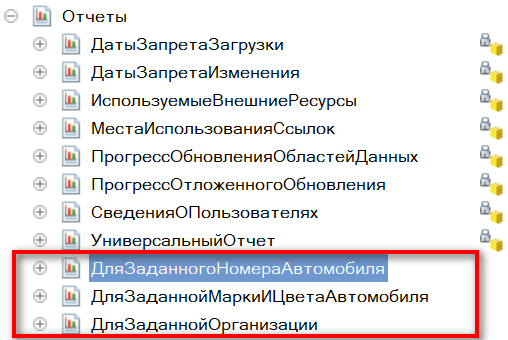 Отчеты
ДатыЗапретаЗагрузки
ДатыЗапретаИзменения
ИспользуемыеВнешниеРесурсы
МестаИспользованияСсылок
ПрогрессОбновленияОбластейДанных
ПрогрессОтложенногоОбновления
СведенияОПользователях
УниверсальныйОтчет
ДляЗаданногоНомераАвтомобиля
ДляЗаданнойМаркиИЦветаАвтомобиля
ДляЗаданнойОрганизации